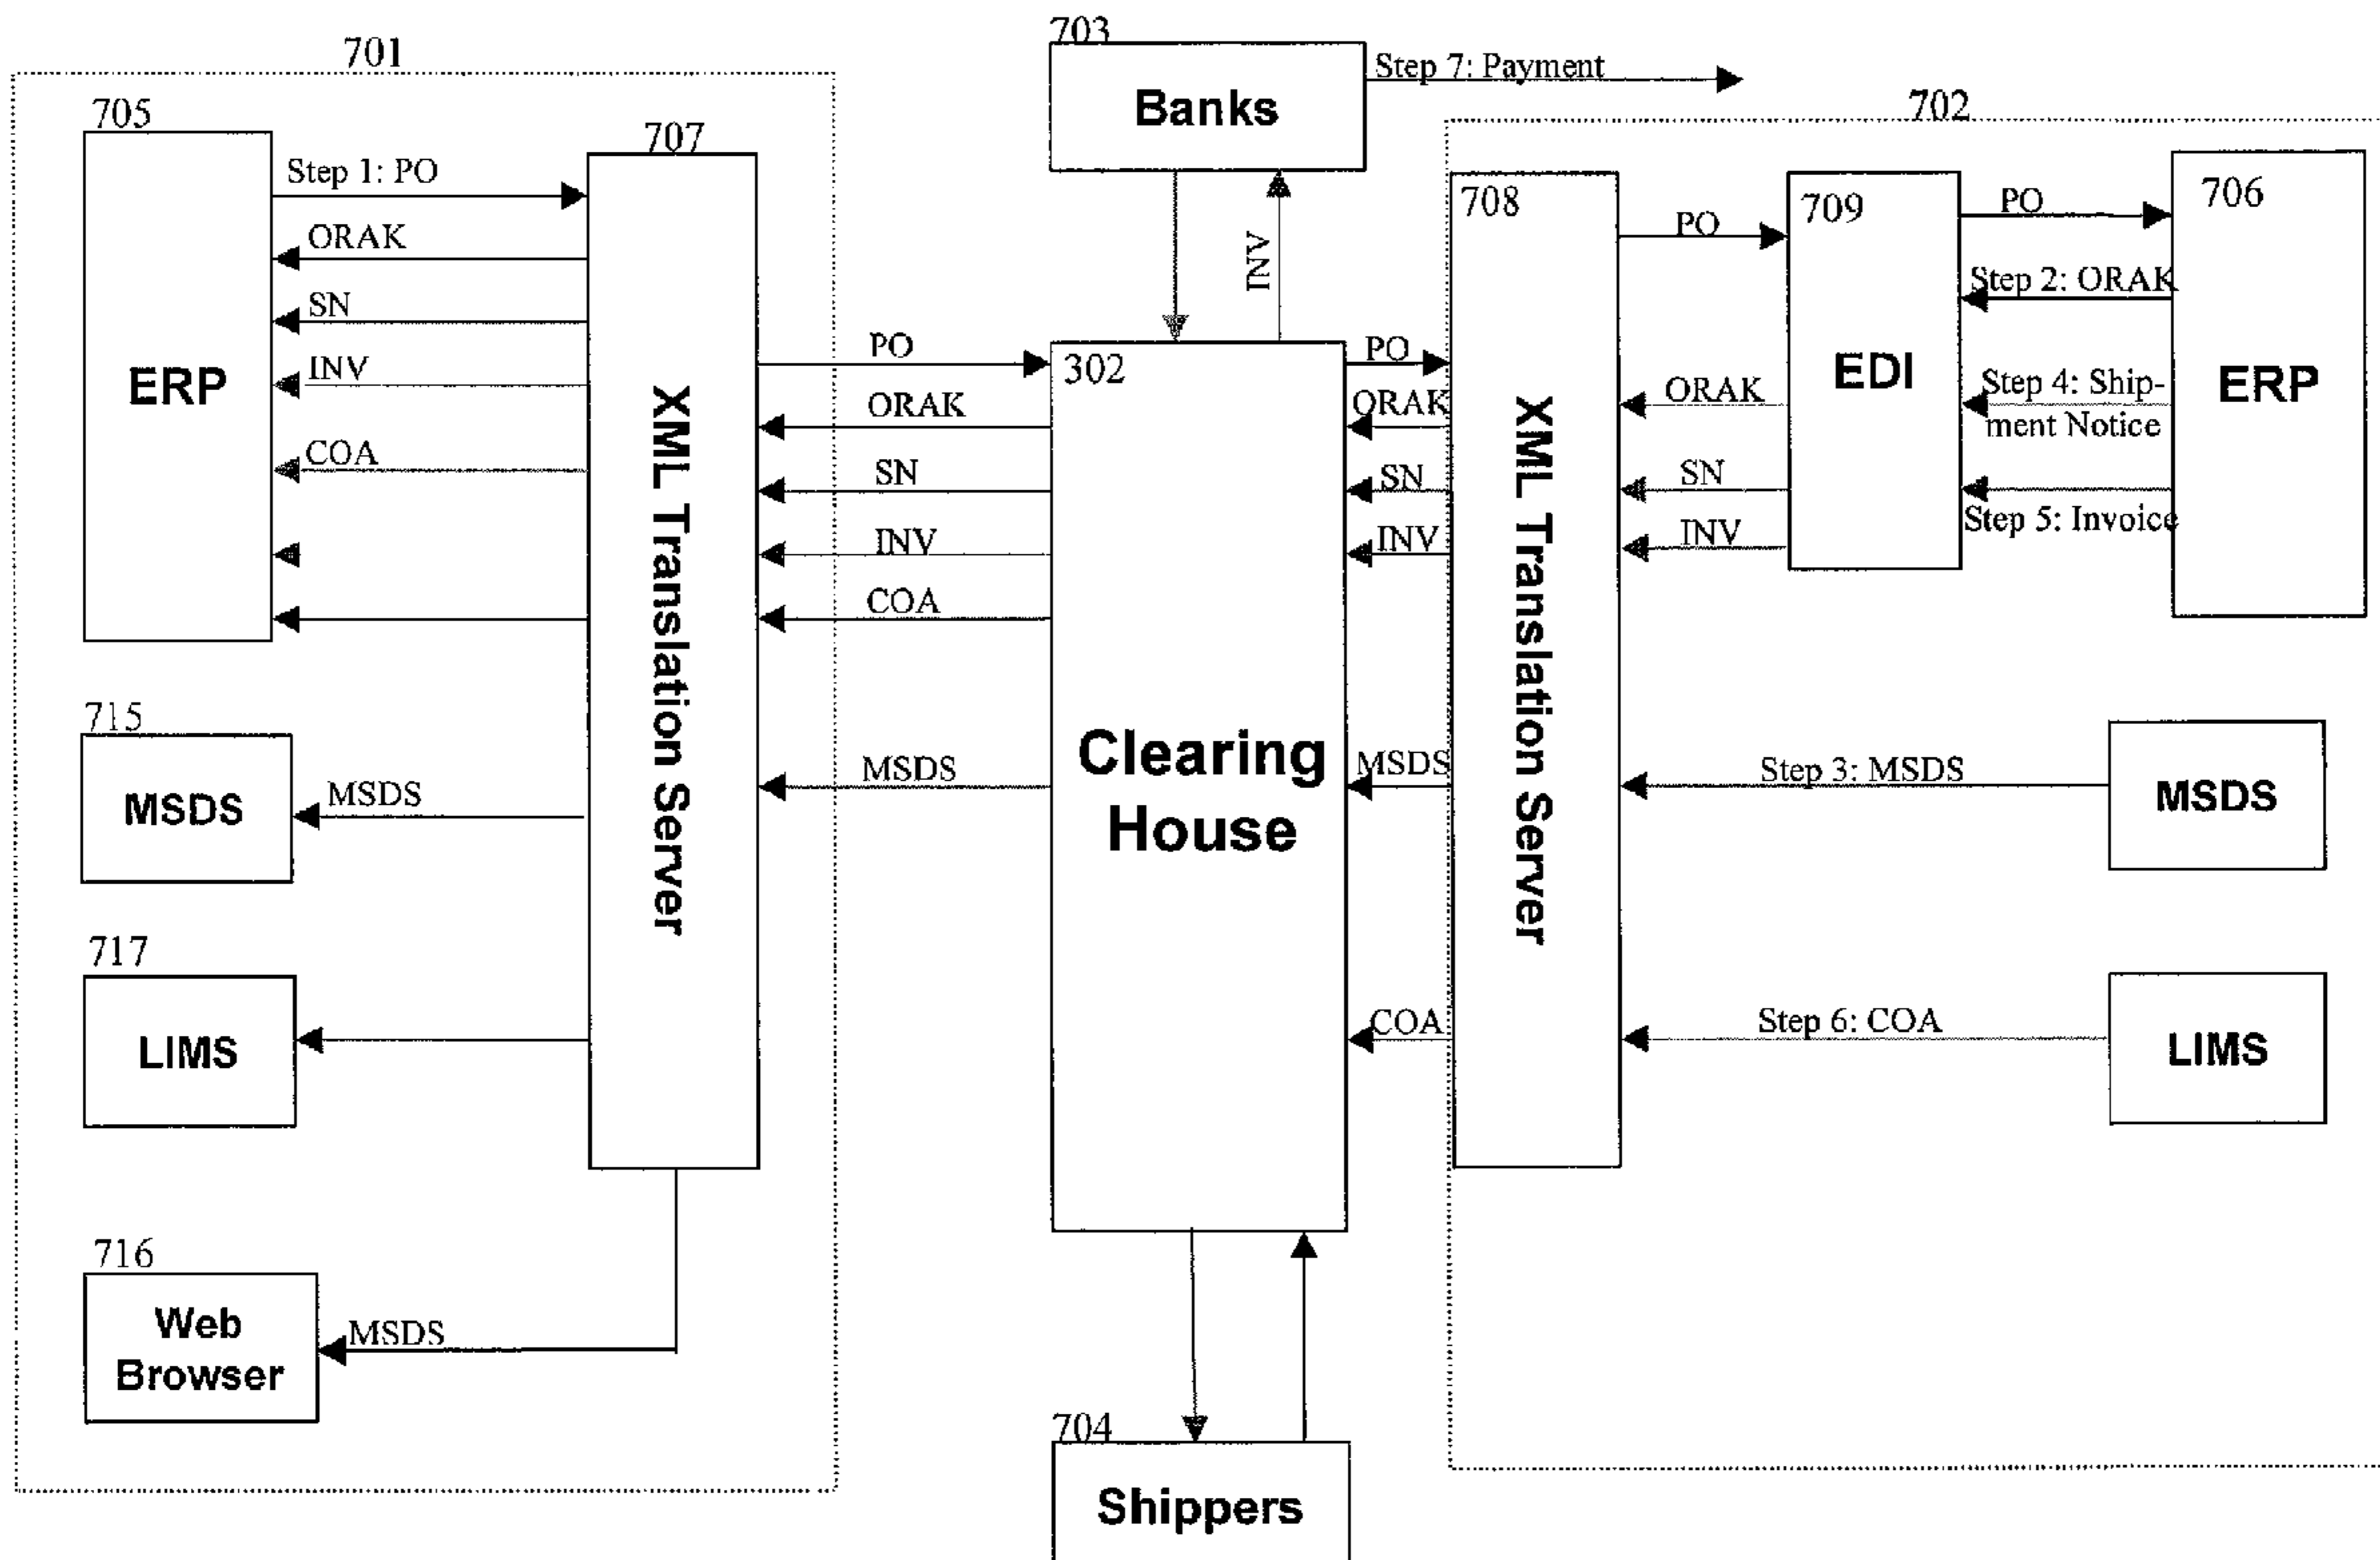 701
705
ERP
Step 1: PO
ORAK
SN
INV
COA
707
XML Translation Server
715
MSDS
MSDS
717
LIMS
716
Web
Browser
MSDS
PO
ORAK
SN
INV
COA
MSDS
703
Banks
Step 7: Payment
INV
302
Clearing
House
704
Shippers
PO
ORAK
SN
INV
MSDS
COA
702
708
XML Translation Server
PO
ORAK
SN
INV
709
EDI
PO
Step 2: ORAK
Step 4: Ship-
ment Notice
Step 5: Invoice
706
ERP
Step 3: MSDS
MSDS
Step 6: COA
LIMS